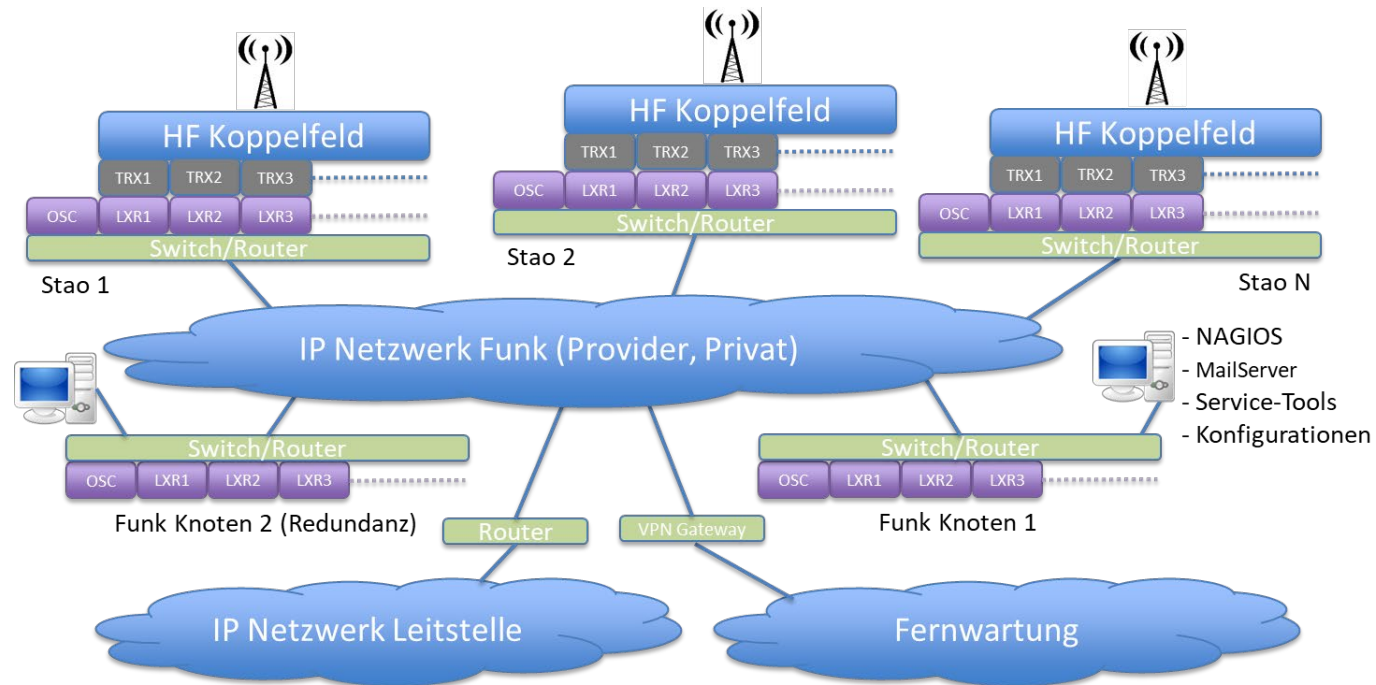 HF Koppelfeld
TRX1 TRX2 TRX3
OSC LXR1 LXR2 LXR3
Switch/Router
Stao 1
HF Koppelfeld
TRX1 TRX2 TRX3
OSC LXR1 LXR2 LXR3
Switch/Router
Stao 2
HF Koppelfeld
TRX1 TRX2 TRX3
OSC LXR1 LXR2 LXR3
Switch/Router
Stao N
IP Netzwerk Funk (Provider, Privat)
- NAGIOS
- MailServer
- Service-Tools
- Konfigurationen
Switch/Router
OSC LXR1 LXR2 LXR3
Funk Knoten 2 (Redundanz)
Switch/Router
OSC LXR1 LXR2 LXR3
Funk Knoten 1
Router
VPN Gateway
IP Netzwerk Leitstelle
Fernwartung